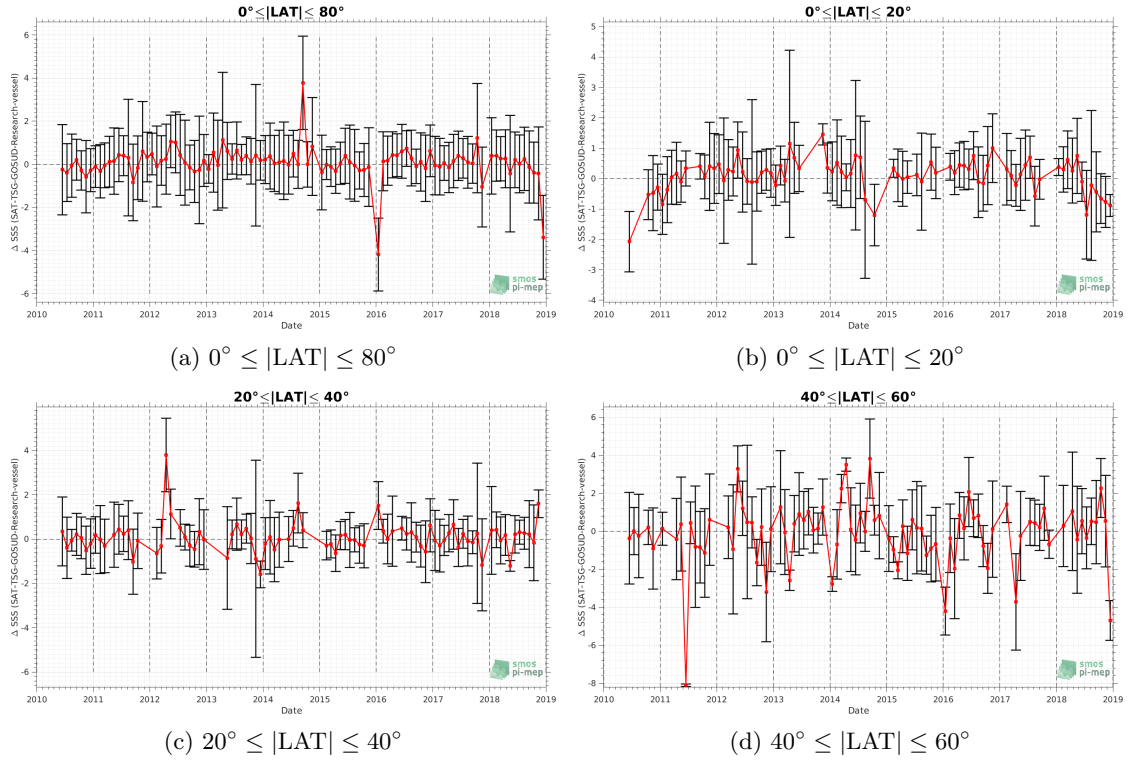 0°≤|LAT|≤ 80°
Δ SSS (SAT-TSG-GOSUD-Research-vessel)
6
4
2
0
-2
-4
-6
2010 2011 2012 2013 2014 2015 2016 2017 2018 2019
Date
smos
pi-mep
(a) 0° ≤ |LAT| ≤ 80°
0°≤|LAT|≤ 20°
Δ SSS (SAT-TSG-GOSUD-Research-vessel)
5
4
3
2
1
0
-1
-2
-3
-4
2010 2011 2012 2013 2014 2015 2016 2017 2018 2019
Date
smos
pi-mep
(b) 0° ≤ |LAT| ≤ 20°
20°≤|LAT|≤ 40°
Δ SSS (SAT-TSG-GOSUD-Research-vessel)
4
2
0
-2
-4
-6
2010 2011 2012 2013 2014 2015 2016 2017 2018 2019
Date
smos
pi-mep
(c) 20° ≤ |LAT| ≤ 40°
40°≤|LAT|≤ 60°
Δ SSS (SAT-TSG-GOSUD-Research-vessel)
6
4
2
0
-2
-4
-6
-8
2010 2011 2012 2013 2014 2015 2016 2017 2018 2019
Date
smos
pi-mep
(d) 40° ≤ |LAT| ≤ 60°